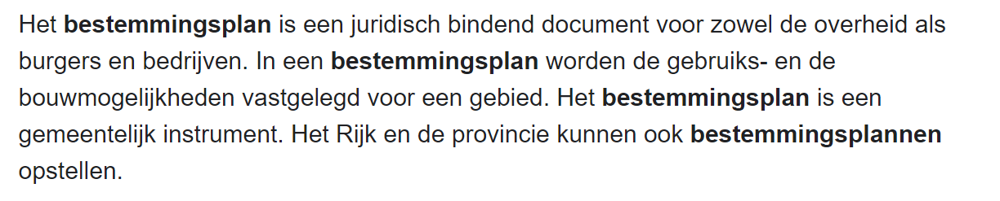 Het bestemmingsplan is een juridisch bindend document voor zowel de overheid als
burgers en bedrijven. In een bestemmingsplan worden de gebruiks- en de
bouwmogelijkheden vastgelegd voor een gebied. Het bestemmingsplan is een
gemeentelijk instrument. Het Rijk en de provincie kunnen ook bestemmingsplannen
opstellen.